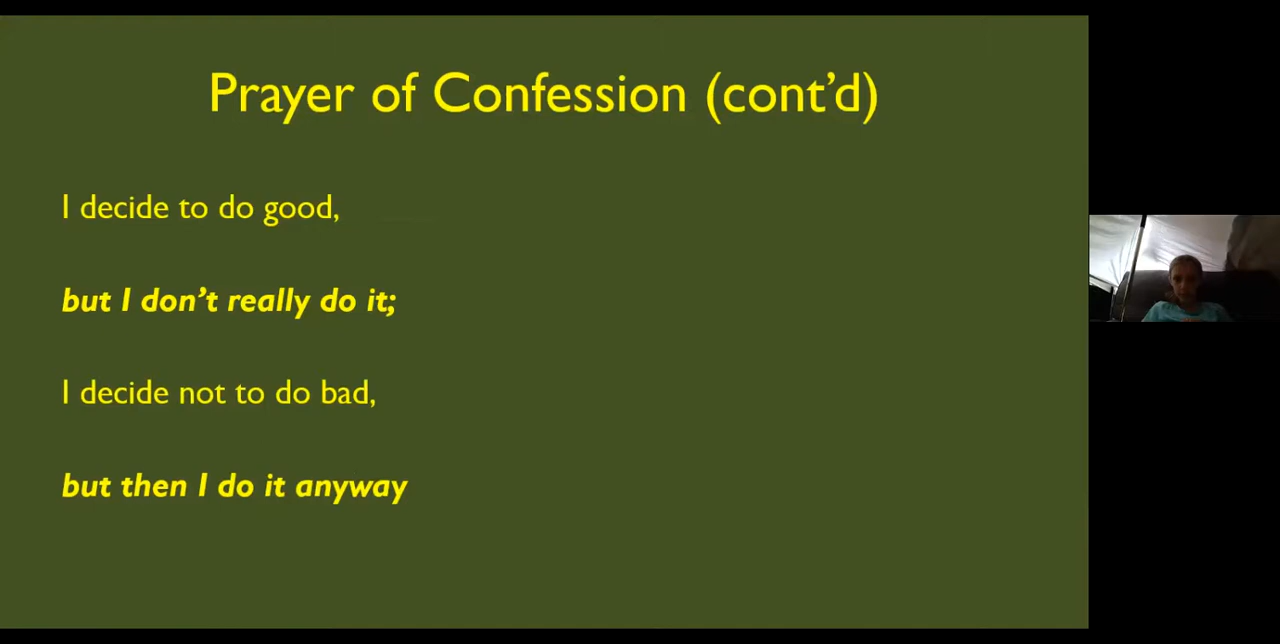 Prayer of Confession (cont’d)
I decide to do good,
but I don’t really do it;
I decide not to do bad,
but then I do it anyway